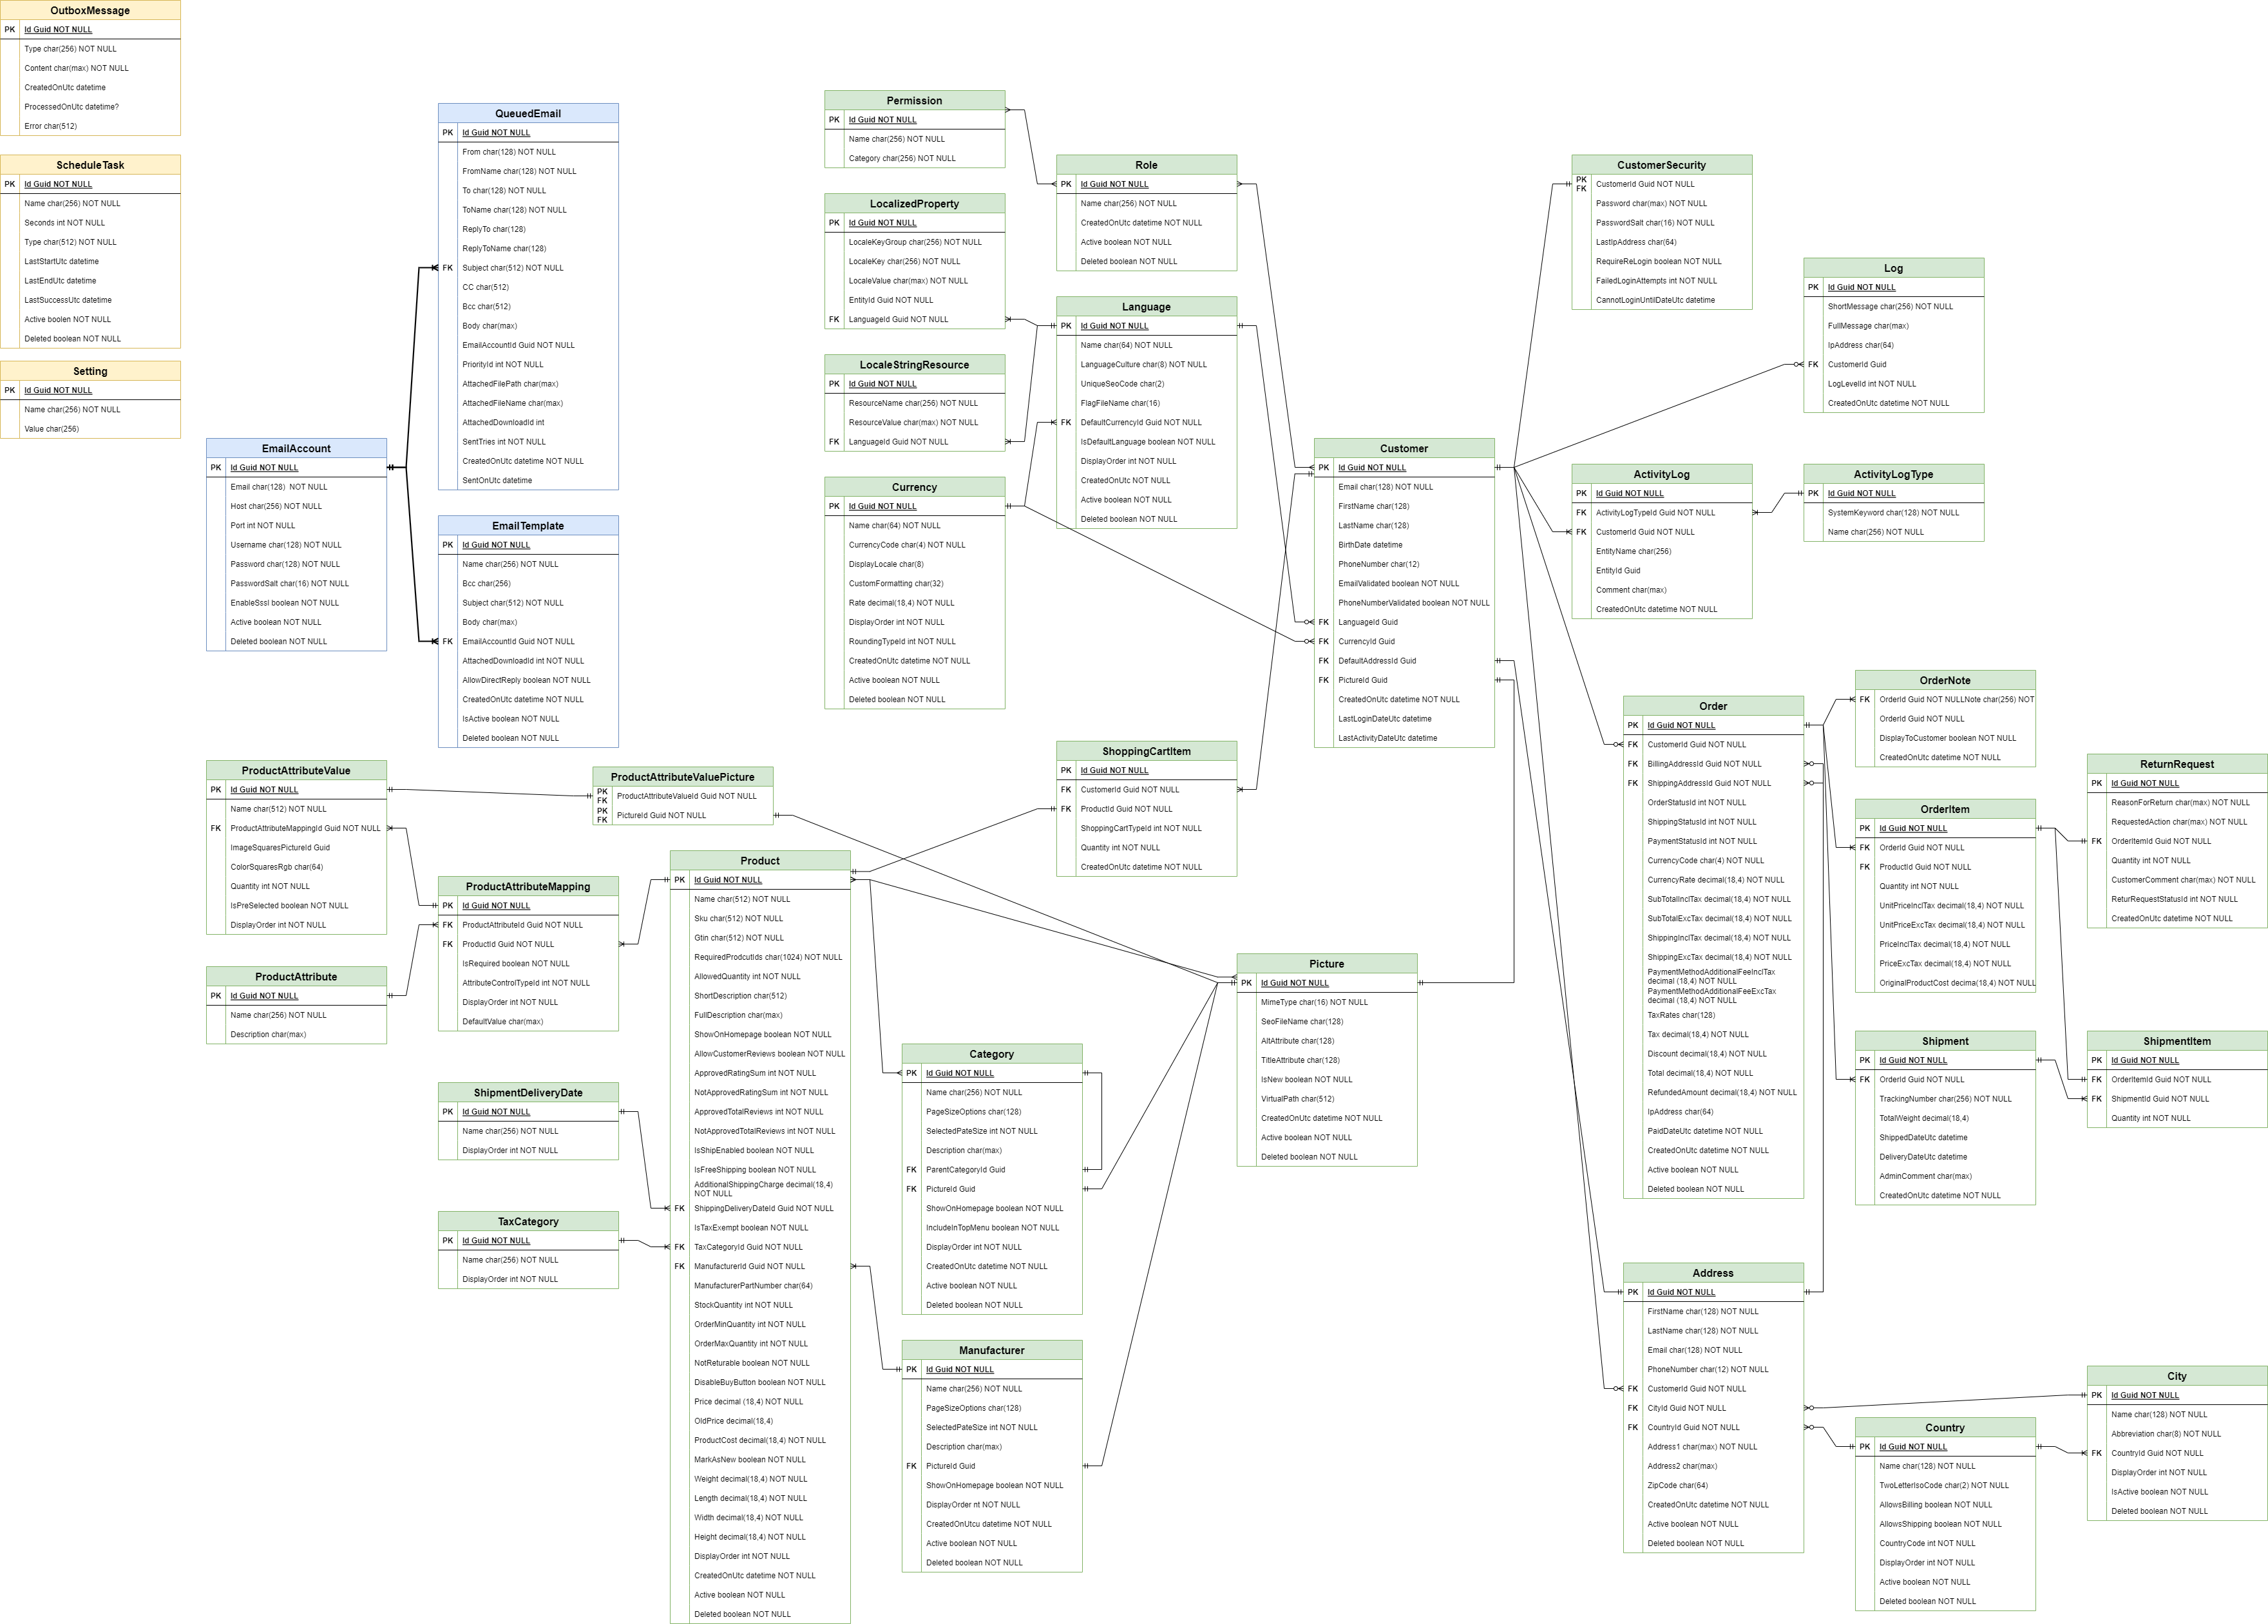 OutboxMessage
PK Id Guid NOT NULL
Type char(256) NOT NULL
Content char(max) NOT NULL
CreatedOnUtc datetime
ProcessedOnUtc datetime?
Error char(512)
ScheduleTask
PK Id Guid NOT NULL
Name char(256) NOT NULL
Seconds int NOT NULL
Type char(512) NOT NULL
LastStartUtc datetime
LastEndUtc datetime
LastSuccessUtc datetime
Active boolen NOT NULL
Deleted boolean NOT NULL
Setting
PK Id Guid NOT NULL
Name char(256) NOT NULL
Value char(256)
EmailAccount
PK Id Guid NOT NULL
Email char(128) NOT NULL
Host char(256) NOT NULL
Port int NOT NULL
Username char(128) NOT NULL
Password char(128) NOT NULL
PasswordSalt char(16) NOT NULL
EnableSssl boolean NOT NULL
Active boolean NOT NULL
Deleted boolean NOT NULL
QueuedEmail
PK Id Guid NOT NULL
From char(128) NOT NULL
FromName char(128) NOT NULL
To char(128) NOT NULL
ToName char(128) NOT NULL
ReplyTo char(128)
ReplyToName char(128)
FK Subject char(512) NOT NULL
CC char(512)
Bcc char(512)
Body char(max)
EmailAccountId Guid NOT NULL
PriorityId int NOT NULL
AttachedFilePath char(max)
AttachedFileName char(max)
AttachedDownloadId int
SentTries int NOT NULL
CreatedOnUtc datetime NOT NULL
SentOnUtc datetime
EmailTemplate
PK Id Guid NOT NULL
Name char(256) NOT NULL
Bcc char(256)
Subject char(512) NOT NULL
Body char(max)
FK EmailAccountId Guid NOT NULL
AttachedDownloadId int NOT NULL
AllowDirectReply boolean NOT NULL
CreatedOnUtc datetime NOT NULL
IsActive boolean NOT NULL
Deleted boolean NOT NULL
Permission
PK Id Guid NOT NULL
Name char(256) NOT NULL
Category char(256) NOT NULL
LocalizedProperty
PK Id Guid NOT NULL
LocaleKeyGroup char(256) NOT NULL
LocaleKey char(256) NOT NULL
LocaleValue char(max) NOT NULL
EntityId Guid NOT NULL
FK LanguageId Guid NOT NULL
LocaleStringResource
PK Id Guid NOT NULL
ResourceName char(256) NOT NULL
ResourceValue char(max) NOT NULL
FK LanguageId Guid NOT NULL
Currency
PK Id Guid NOT NULL
Name char(64) NOT NULL
CurrencyCode char(4) NOT NULL
DisplayLocale char(8)
CustomFormatting char(32)
Rate decimal(18,4) NOT NULL
DisplayOrder int NOT NULL
RoundingTypeId int NOT NULL
CreatedOnUtc datetime NOT NULL
Active boolean NOT NULL
Deleted boolean NOT NULL
Role
PK Id Guid NOT NULL
Name char(256) NOT NULL
CreatedOnUtc datetime NOT NULL
Active boolean NOT NULL
Deleted boolean NOT NULL
Language
PK Id Guid NOT NULL
Name char(64) NOT NULL
LanguageCulture char(8) NOT NULL
UniqueSeoCode char(2)
FlagFileName char(16)
FK DefaultCurrencyId Guid NOT NULL
IsDefaultLanguage boolean NOT NULL
DisplayOrder int NOT NULL
CreatedOnUtc NOT NULL
Active boolean NOT NULL
Deleted boolean NOT NULL
Customer
PK Id Guid NOT NULL
Email char(128) NOT NULL
FirstName char(128)
LastName char(128)
BirthDate datetime
PhoneNumber char(12)
EmailValidated boolean NOT NULL
PhoneNumberValidated boolean NOT NULL
FK LanguageId Guid
FK CurrencyId Guid
FK DefaultAddressId Guid
FK PictureId Guid
CreatedOnUtc datetime NOT NULL
LastLoginDateUtc datetime
LastActivityDateUtc datetime
CustomerSecurity
PK
FK CustomerId Guid NOT NULL
Password char(max) NOT NULL
PasswordSalt char(16) NOT NULL
LastIpAddress char(64)
RequireReLogin boolean NOT NULL
FailedLoginAttempts int NOT NULL
CannotLoginUntilDateUtc datetime
Log
PK Id Guid NOT NULL
ShortMessage char(256) NOT NULL
FullMessage char(max)
IpAddress char(64)
FK CustomerId Guid
LogLevelId int NOT NULL
CreatedOnUtc datetime NOT NULL
ActivityLog
PK Id Guid NOT NULL
FK ActivityLogTypeId Guid NOT NULL
FK CustomerId Guid NOT NULL
EntityName char(256)
EntityId Guid
Comment char(max)
CreatedOnUtc datetime NOT NULL
ActivityLogType
PK Id Guid NOT NULL
SystemKeyword char(128) NOT NULL
Name char(256) NOT NULL
ProductAttributeValue
PK Id Guid NOT NULL
Name char(512) NOT NULL
FK ProductAttributeMappingId Guid NOT NULL
ImageSquaresPictureId Guid
ColorSquaresRgb char(64)
Quantity int NOT NULL
IsPreSelected boolean NOT NULL
DisplayOrder int NOT NULL
ProductAttribute
PK Id Guid NOT NULL
Name char(256) NOT NULL
Description char(max)
ProductAttributeMapping
PK Id Guid NOT NULL
FK ProductAttributeId Guid NOT NULL
FK ProductId Guid NOT NULL
IsRequired boolean NOT NULL
AttributeControlTypeId int NOT NULL
DisplayOrder int NOT NULL
DefaultValue char(max)
ShipmentDeliveryDate
PK Id Guid NOT NULL
Name char(256) NOT NULL
DisplayOrder int NOT NULL
TaxCategory
PK Id Guid NOT NULL
Name char(256) NOT NULL
DisplayOrder int NOT NULL
ProductAttributeValuePicture
PK
FK ProductAttributeValueId Guid NOT NULL
PK
FK PictureId Guid NOT NULL
Product
PK Id Guid NOT NULL
Name char(512) NOT NULL
Sku char(512) NOT NULL
Gtin char(512) NOT NULL
RequiredProdcutIds char(1024) NOT NULL
AllowedQuantity int NOT NULL
ShortDescription char(512)
FullDescription char(max)
ShowOnHomepage boolean NOT NULL
AllowCustomerReviews boolean NOT NULL
ApprovedRatingSum int NOT NULL
NotApprovedRatingSum int NOT NULL
ApprovedTotalReviews int NOT NULL
NotApprovedTotalReviews int NOT NULL
IsShipEnabled boolean NOT NULL
IsFreeShipping boolean NOT NULL
AdditionalShippingCharge decimal(18,4)
NOT NULL
FK ShippingDeliveryDateId Guid NOT NULL
IsTaxExempt boolean NOT NULL
FK TaxCategoryId Guid NOT NULL
FK ManufacturerId Guid NOT NULL
ManufacturerPartNumber char(64)
StockQuantity int NOT NULL
OrderMinQuantity int NOT NULL
OrderMaxQuantity int NOT NULL
NotReturable boolean NOT NULL
DisableBuyButton boolean NOT NULL
Price decimal (18,4) NOT NULL
OldPrice decimal(18,4)
ProductCost decimal(18,4) NOT NULL
MarkAsNew boolean NOT NULL
Weight decimal(18,4) NOT NULL
Length decimal(18,4) NOT NULL
Width decimal(18,4) NOT NULL
Height decimal(18,4) NOT NULL
DisplayOrder int NOT NULL
CreatedOnUtc datetime NOT NULL
Active boolean NOT NULL
Deleted boolean NOT NULL
ShoppingCartItem
PK Id Guid NOT NULL
FK CustomerId Guid NOT NULL
FK ProductId Guid NOT NULL
ShoppingCartTypeId int NOT NULL
Quantity int NOT NULL
CreatedOnUtc datetime NOT NULL
Category
PK Id Guid NOT NULL
Name char(256) NOT NULL
PageSizeOptions char(128)
SelectedPateSize int NOT NULL
Description char(max)
FK ParentCategoryId Guid
FK PictureId Guid
ShowOnHomepage boolean NOT NULL
IncludeInTopMenu boolean NOT NULL
DisplayOrder int NOT NULL
CreatedOnUtc datetime NOT NULL
Active boolean NOT NULL
Deleted boolean NOT NULL
Manufacturer
PK Id Guid NOT NULL
Name char(256) NOT NULL
PageSizeOptions char(128)
SelectedPateSize int NOT NULL
Description char(max)
FK PictureId Guid
ShowOnHomepage boolean NOT NULL
DisplayOrder nt NOT NULL
CreatedOnUtcu datetime NOT NULL
Active boolean NOT NULL
Deleted boolean NOT NULL
Picture
PK Id Guid NOT NULL
MimeType char(16) NOT NULL
SeoFileName char(128)
AltAttribute char(128)
TitleAttribute char(128)
IsNew boolean NOT NULL
VirtualPath char(512)
CreatedOnUtc datetime NOT NULL
Active boolean NOT NULL
Deleted boolean NOT NULL
Order
PK Id Guid NOT NULL
FK CustomerId Guid NOT NULL
FK BillingAddressId Guid NOT NULL
FK ShippingAddressId Guid NOT NULL
OrderStatusId int NOT NULL
ShippingStatusId int NOT NULL
PaymentStatusId int NOT NULL
CurrencyCode char(4) NOT NULL
CurrencyRate decimal(18,4) NOT NULL
SubTotalInclTax decimal(18,4) NOT NULL
SubTotalExcTax decimal(18,4) NOT NULL
ShippingInclTax decimal(18,4) NOT NULL
ShippingExcTax decimal(18,4) NOT NULL
PaymentMethodAdditionalFeeInclTax
decimal (18,4) NOT NULL
PaymentMethodAdditionalFeeExcTax
decimal (18,4) NOT NULL
TaxRates char(128)
Tax decimal(18,4) NOT NULL
Discount decimal(18,4) NOT NULL
Total decimal(18,4) NOT NULL
RefundedAmount decimal(18,4) NOT NULL
IpAddress char(64)
PaidDateUtc datetime NOT NULL
CreatedOnUtc datetime NOT NULL
Active boolean NOT NULL
Deleted boolean NOT NULL
OrderNote
FK OrderId Guid NOT NULLNote char(256) NOT
OrderId Guid NOT NULL
DisplayToCustomer boolean NOT NULL
CreatedOnUtc datetime NOT NULL
OrderItem
PK Id Guid NOT NULL
FK OrderId Guid NOT NULL
FK ProductId Guid NOT NULL
Quantity int NOT NULL
UnitPriceInclTax decimal(18,4) NOT NULL
UnitPriceExcTax decimal(18,4) NOT NULL
PriceInclTax decimal(18,4) NOT NULL
PriceExcTax decimal(18,4) NOT NULL
OriginalProductCost decima(18,4) NOT NULL
ReturnRequest
PK Id Guid NOT NULL
ReasonForReturn char(max) NOT NULL
RequestedAction char(max) NOT NULL
FK OrderItemId Guid NOT NULL
Quantity int NOT NULL
CustomerComment char(max) NOT NULL
ReturRequestStatusId int NOT NULL
CreatedOnUtc datetime NOT NULL
Shipment
PK Id Guid NOT NULL
FK OrderId Guid NOT NULL
TrackingNumber char(256) NOT NULL
TotalWeight decimal(18,4)
ShippedDateUtc datetime
DeliveryDateUtc datetime
AdminComment char(max)
CreatedOnUtc datetime NOT NULL
ShipmentItem
PK Id Guid NOT NULL
FK OrderItemId Guid NOT NULL
FK ShipmentId Guid NOT NULL
Quantity int NOT NULL
Address
PK Id Guid NOT NULL
FirstName char(128) NOT NULL
LastName char(128) NOT NULL
Email char(128) NOT NULL
PhoneNumber char(12) NOT NULL
FK CustomerId Guid NOT NULL
FK CityId Guid NOT NULL
FK CountryId Guid NOT NULL
Address1 char(max) NOT NULL
Address2 char(max)
ZipCode char(64)
CreatedOnUtc datetime NOT NULL
Active boolean NOT NULL
Deleted boolean NOT NULL
Country
PK Id Guid NOT NULL
Name char(128) NOT NULL
TwoLetterIsoCode char(2) NOT NULL
AllowsBilling boolean NOT NULL
AllowsShipping boolean NOT NULL
CountryCode int NOT NULL
DisplayOrder int NOT NULL
Active boolean NOT NULL
Deleted boolean NOT NULL
City
PK Id Guid NOT NULL
Name char(128) NOT NULL
Abbreviation char(8) NOT NULL
FK CountryId Guid NOT NULL
DisplayOrder int NOT NULL
IsActive boolean NOT NULL
Deleted boolean NOT NULL